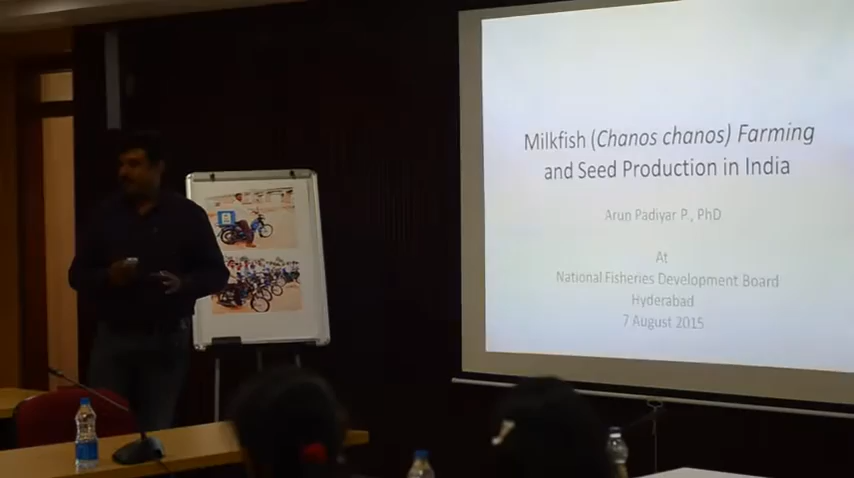 Milkfish (Chanos chanos) Farming
and Seed Production in India
Arun Padiyar P., PhD
At
National Fisheries Development Board
Hyderabad
7 August 2015